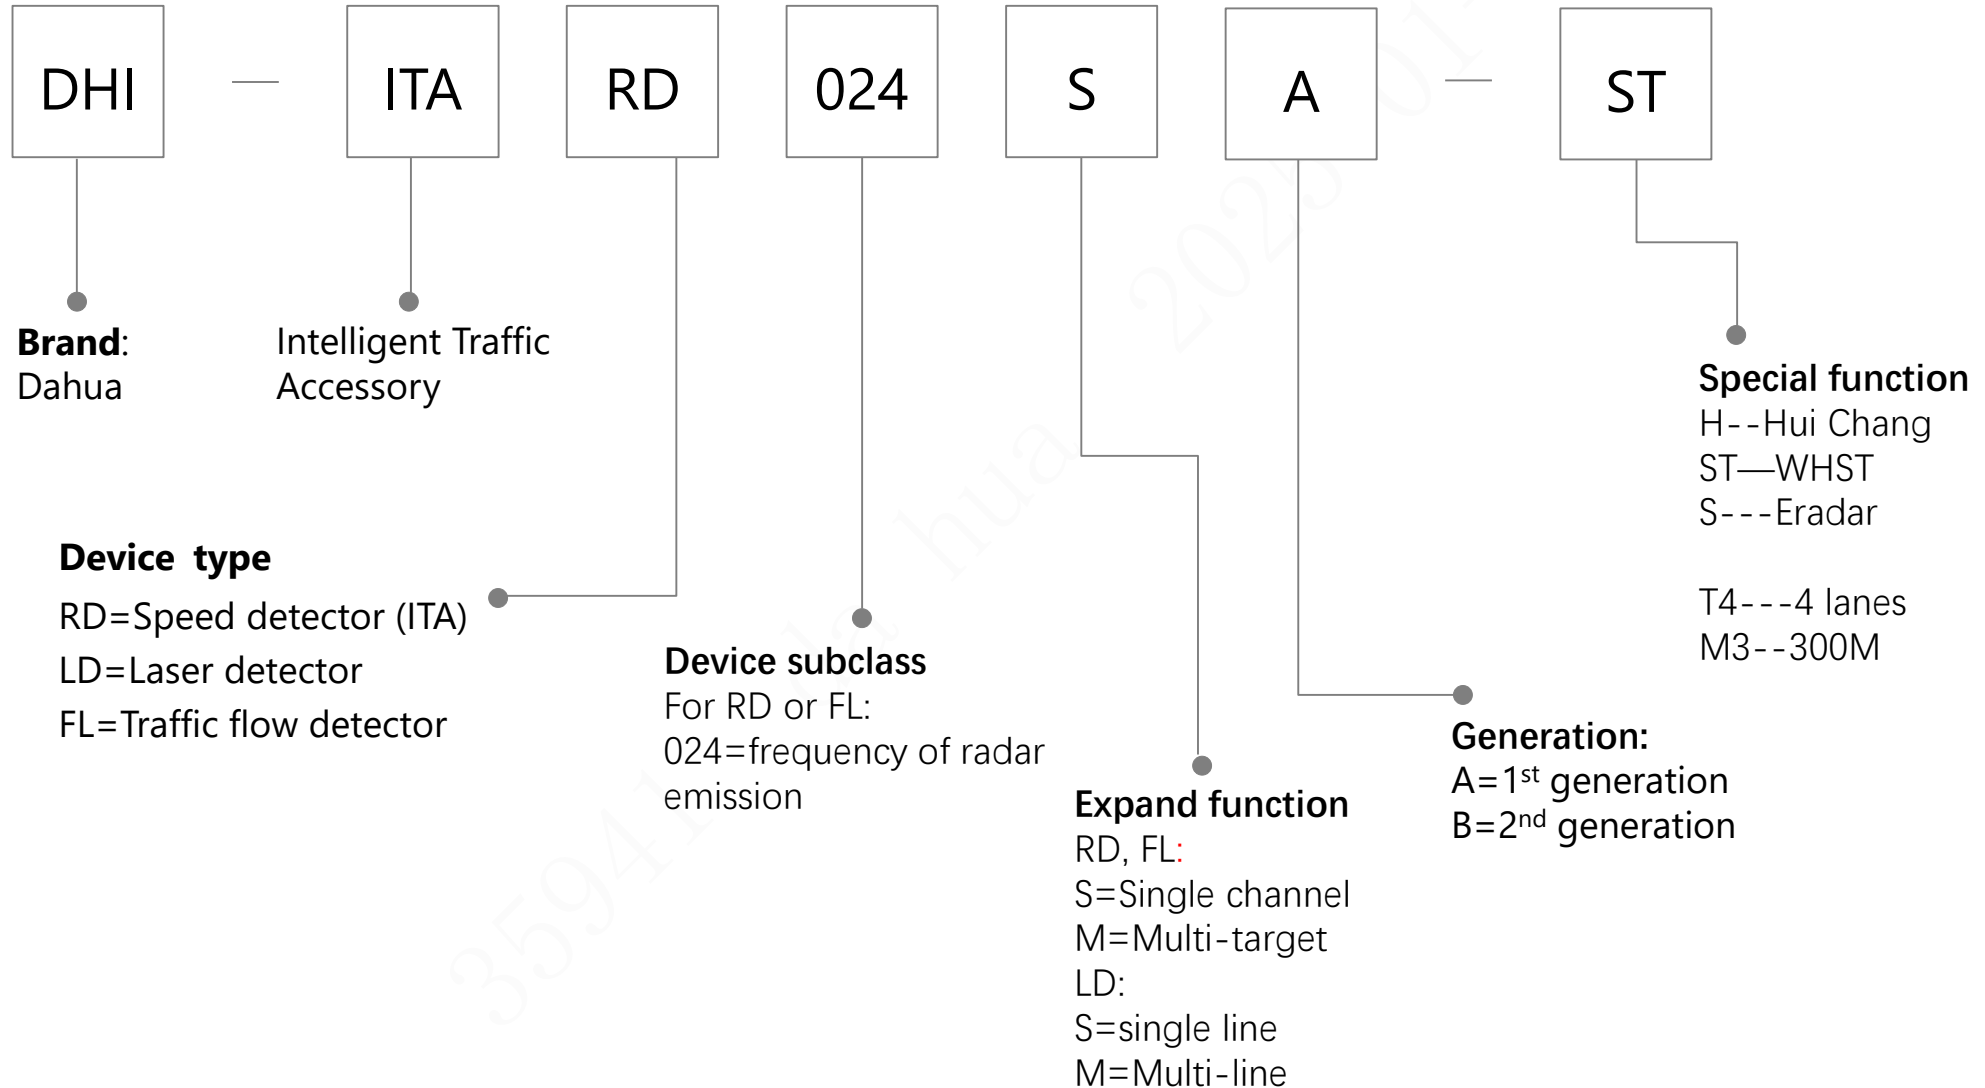 DHI — ITA RD 024 S A — ST
Brand:
Dahua
Intelligent Traffic
Accessory
Device type
RD=Speed detector (ITA)
LD=Laser detector
FL=Traffic flow detector
Device subclass
For RD or FL:
024=frequency of radar
emission
Expand function
RD, FL:
S=Single channel
M=Multi-target
LD:
S=single line
M=Multi-line
Generation:
A=1st generation
B=2nd generation
Special function
H--Hui Chang
ST—WHST
S---Eradar
T4---4 lanes
M3--300M